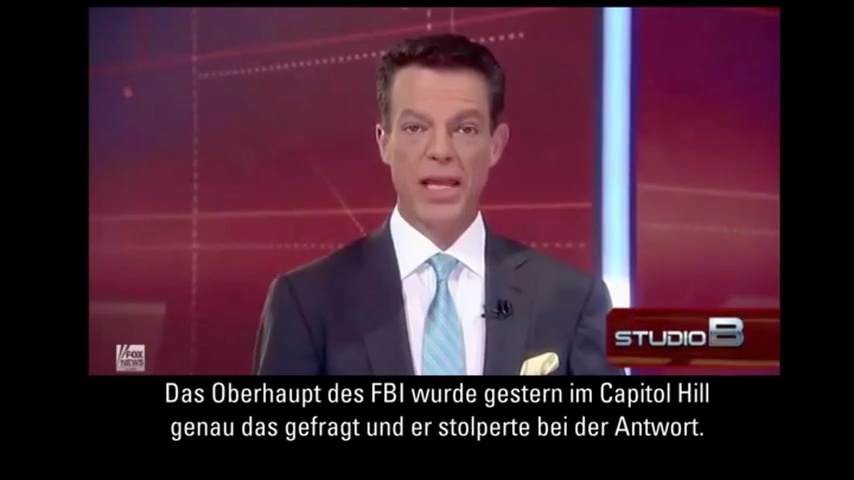 STUDIO B
FOX
NEWS
Das Oberhaupt des FBI wurde gestern im Capitol Hill
genau das gefragt und er stolperte bei der Antwort.